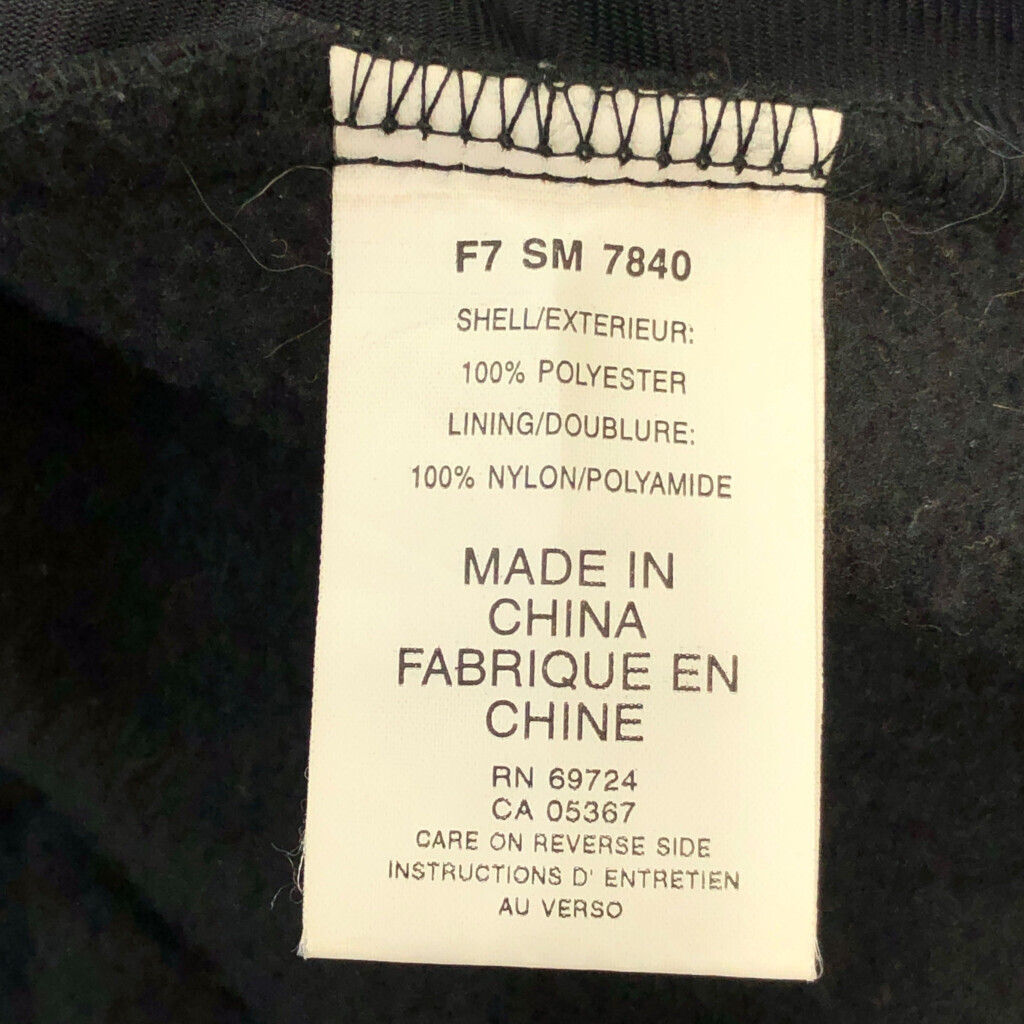 F7 SM 7840
SHELL/EXTERIEUR:
100% POLYESTER
LINING/DOUBLURE:
100% NYLON/POLYAMIDE
MADE IN
CHINA
FABRIQUE EN
CHINE
RN 69724
CA 05367
CARE ON REVERSE SIDE
INSTRUCTIONS D' ENTRETIEN
AU VERSO